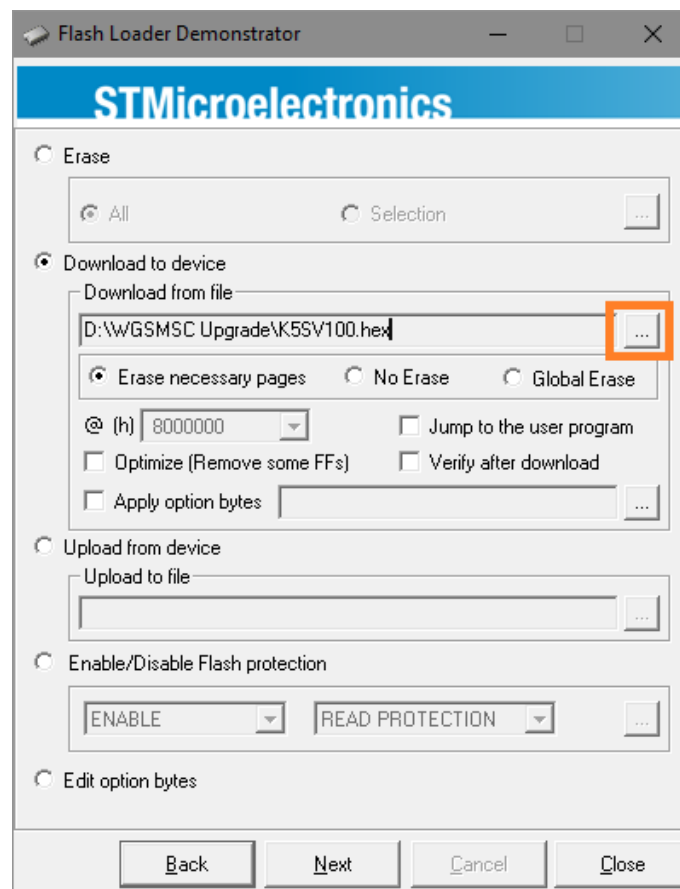 Flash Loader Demonstrator
STMicroelectronics
Erase
All Selection ...
Download to device
Download from file
D:\WGSMSC Upgrade\K5SV100.hex ...
Erase necessary pages No Erase Global Erase
@ (h) 8000000 Jump to the user program
Optimize (Remove some FFs) Verify after download
Apply option bytes ...
Upload from device
Upload to file
...
Enable/Disable Flash protection
ENABLE READ PROTECTION ...
Edit option bytes
Back Next Cancel Close